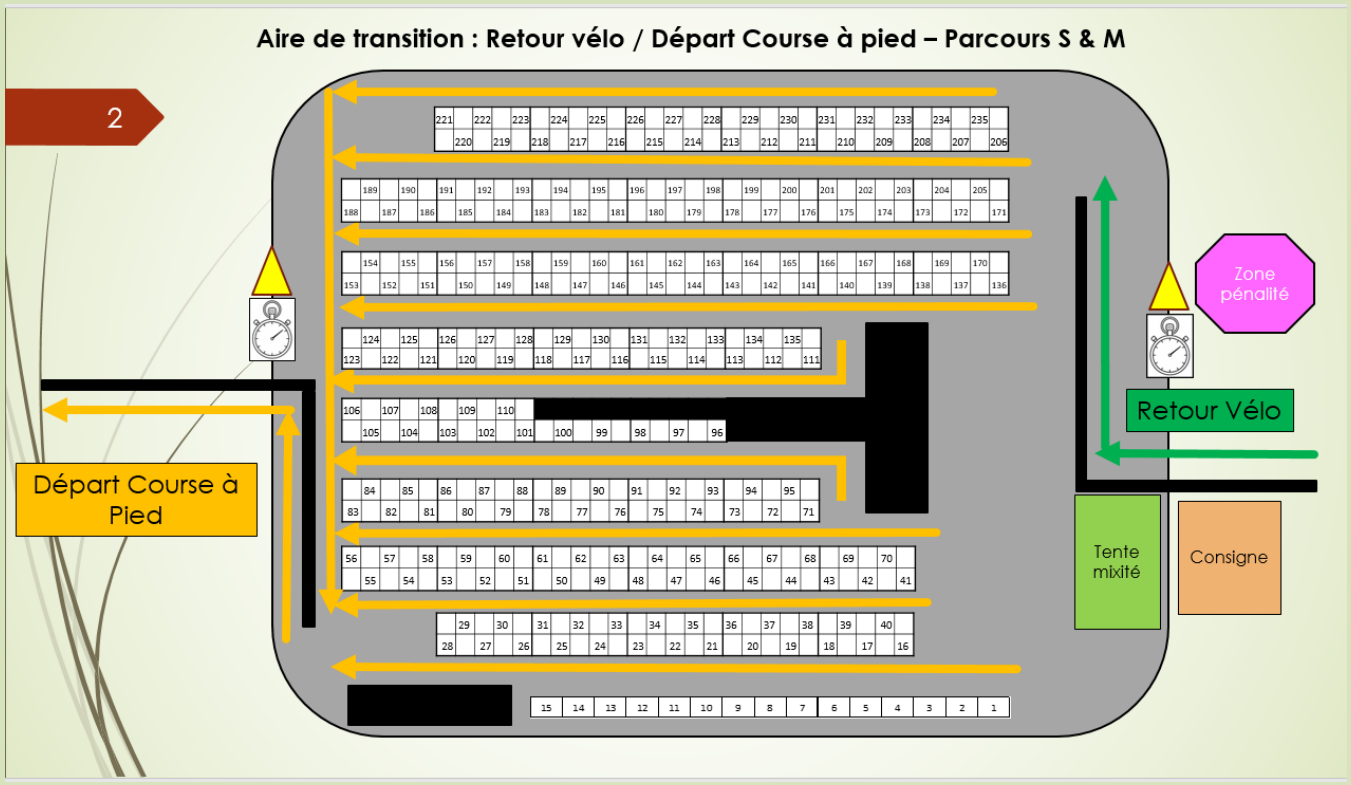 Aire de transition : Retour vélo / Départ Course à pied – Parcours S & M
2
221 222 223 224 225 226 227 228 229 230 231 232 233 234 235
220 219 218 217 216 215 214 213 212 211 210 209 208 207 206
189 190 191 192 193 194 195 196 197 198 199 200 201 202 203 204 205
188 187 186 185 184 183 182 181 180 179 178 177 176 175 174 173 172 171
154 155 156 157 158 159 160 161 162 163 164 165 166 167 168 169 170
153 152 151 150 149 148 147 146 145 144 143 142 141 140 139 138 137 136
Zone
pénalité
124 125 126 127 128 129 130 131 132 133 134 135
123 122 121 120 119 118 117 116 115 114 113 112 111
106 107 108 109 110
105 104 103 102 101 100 99 98 97 96
Retour Vélo
Départ Course à
Pied
84 85 86 87 88 89 90 91 92 93 94 95
83 82 81 80 79 78 77 76 75 74 73 72 71
56 57 58 59 60 61 62 63 64 65 66 67 68 69 70
55 54 53 52 51 50 49 48 47 46 45 44 43 42 41
Tente
mixité
Consigne
29 30 31 32 33 34 35 36 37 38 39 40
28 27 26 25 24 23 22 21 20 19 18 17 16
15 14 13 12 11 10 9 8 7 6 5 4 3 2 1